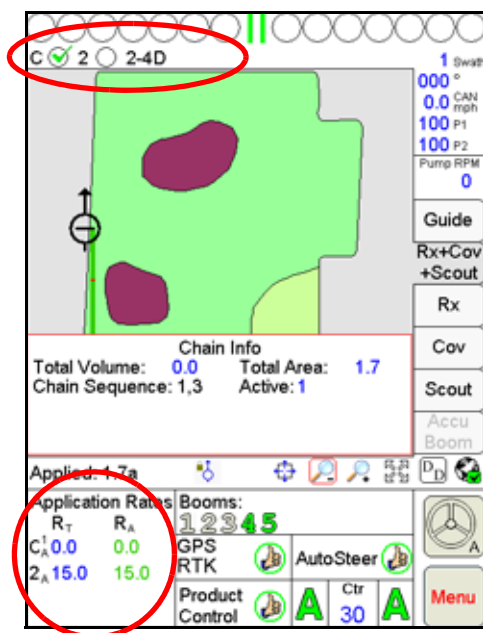 C 2 2-4D
1 Swath
000 °
0.0 CAN mph
100 P1
100 P2
Pump RPM
0
Guide
Rx+Cov
+Scout
Rx
Cov
Scout
Accu
Boom
Chain Info
Total Volume: 0.0 Total Area: 1.7
Chain Sequence: 1,3 Active: 1
Applied: 1.7a
DD
Application Rates
RT RA
C1A 0.0 0.0
2A 15.0 15.0
Booms:
12345
GPS
RTK
AutoSteer
Product
Control
A
Ctr
30
A
A
Menu